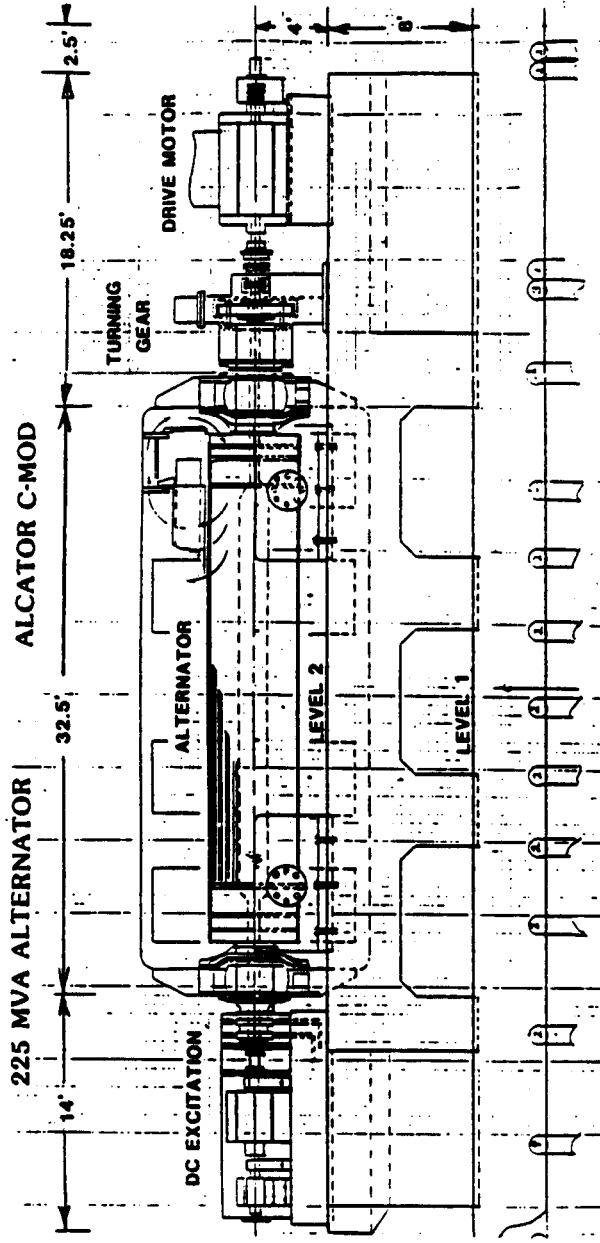 225 MVA ALTERNATOR ALCATOR C-MOD
14'
32.5'
18.25'
2.5'
DC EXCITATION
ALTERNATOR
TURNING
GEAR
DRIVE MOTOR
4'
LEVEL 2
LEVEL 1